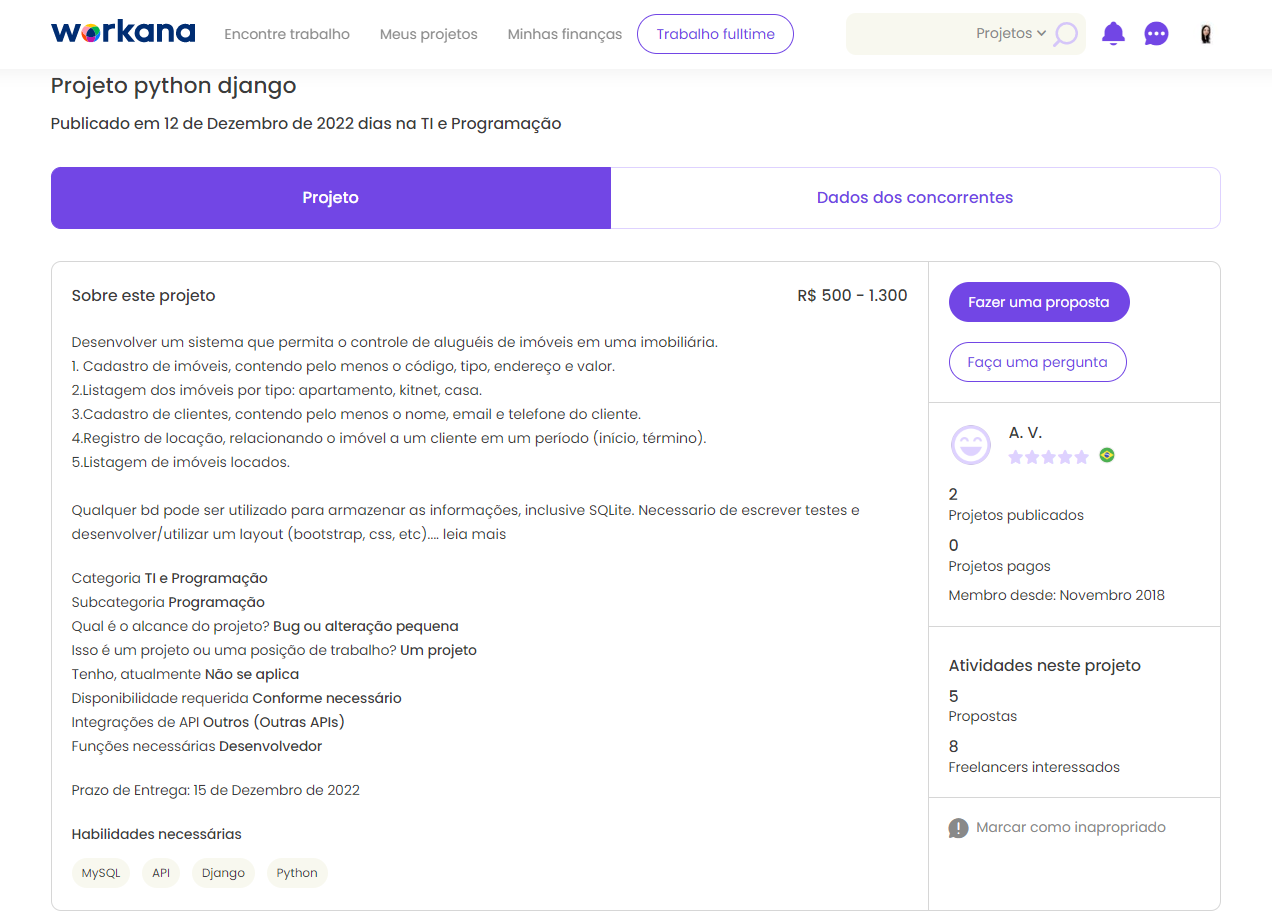 workana
Encontre trabalho
Meus projetos
Minhas finanças
Trabalho fulltime
Projetos
Projeto python django
Publicado em 12 de Dezembro de 2022 dias na TI e Programação
Projeto
Dados dos concorrentes
Sobre este projeto
R$ 500 - 1.300
Desenvolver um sistema que permita o controle de aluguéis de imóveis em uma imobiliária.
1. Cadastro de imóveis, contendo pelo menos o código, tipo, endereço e valor.
2.Listagem dos imóveis por tipo: apartamento, kitnet, casa.
3.Cadastro de clientes, contendo pelo menos o nome, email e telefone do cliente.
4.Registro de locação, relacionando o imóvel a um cliente em um período (início, término).
5.Listagem de imóveis locados.
Qualquer bd pode ser utilizado para armazenar as informações, inclusive SQLite. Necessario de escrever testes e
desenvolver/utilizar um layout (bootstrap, css, etc).... leia mais
Categoria TI e Programação
Subcategoria Programação
Qual é o alcance do projeto? Bug ou alteração pequena
Isso é um projeto ou uma posição de trabalho? Um projeto
Tenho, atualmente Não se aplica
Disponibilidade requerida Conforme necessário
Integrações de API Outros (Outras APIs)
Funções necessárias Desenvolvedor
Prazo de Entrega: 15 de Dezembro de 2022
Habilidades necessárias
MySQL
API
Django
Python
Fazer uma proposta
Faça uma pergunta
A. V.
2
Projetos publicados
0
Projetos pagos
Membro desde: Novembro 2018
Atividades neste projeto
5
Propostas
8
Freelancers interessados
Marcar como inapropriado